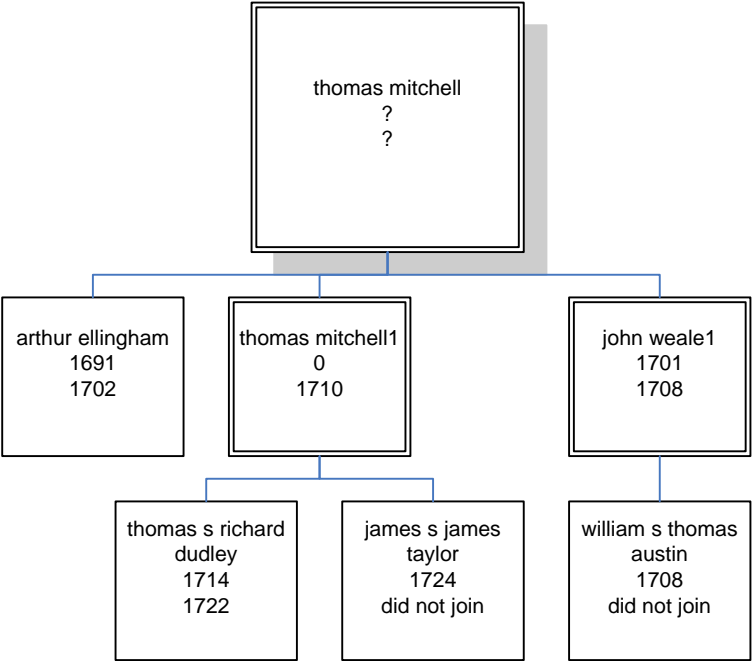 thomas mitchell
?
?
arthur ellingham
1691
1702
thomas mitchell1
0
1710
john weale1
1701
1708
thomas s richard
dudley
1714
1722
james s james
taylor
1724
did not join
william s thomas
austin
1708
did not join